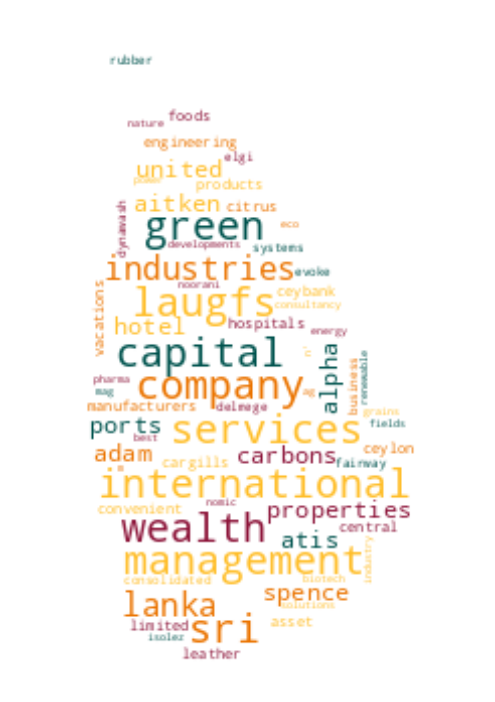 rubber
foods
nature
engineering
elgi
united
power
products
aitken
citrus
dynawash
green
eco
developments
systems
industries
evoke
noorani
vacations
laugfs
ceybank
consultancy
hotel
hospitals
energy
capital
c
alpha
renewable
pharma
company
business
mag
ag
manufacturers
delmege
grains
ports
services
fields
best
adam
carbons
ceylon
cargills
fairway
international
nomic
convenient
properties
wealth
central
atis
industry
management
consolidated
biotech
spence
lanka
solutions
limited
sri
asset
isolez
leather